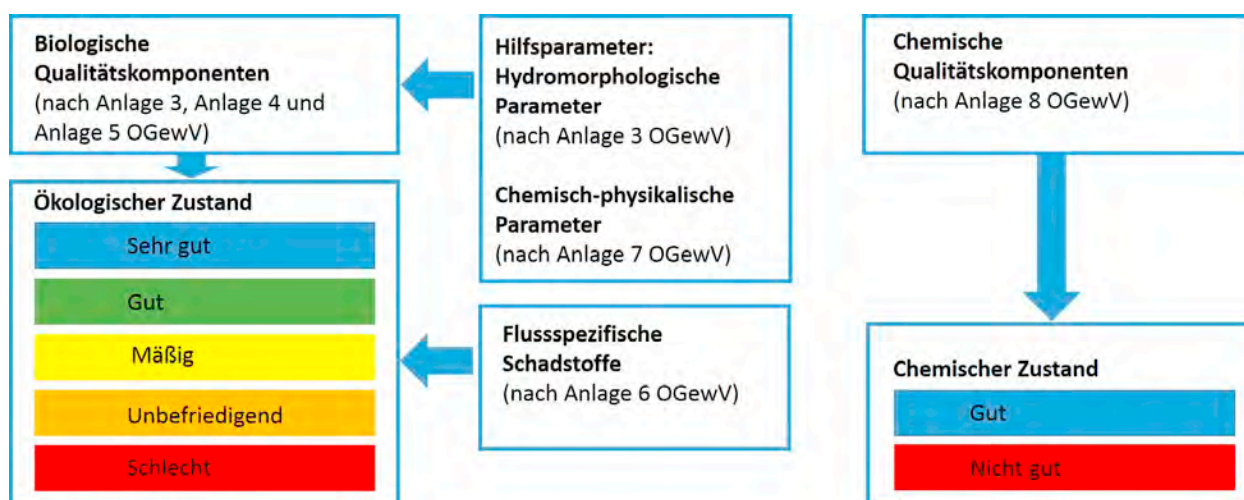 Biologische
Qualitätskomponenten
(nach Anlage 3, Anlage 4 und
Anlage 5 OGewV)
Hilfsparameter:
Hydromorphologische
Parameter
(nach Anlage 3 OGewV)
Chemisch-physikalische
Parameter
(nach Anlage 7 OGewV)
Chemische
Qualitätskomponenten
(nach Anlage 8 OGewV)
Ökologischer Zustand
Sehr gut
Gut
Mäßig
Unbefriedigend
Schlecht
Flussspezifische
Schadstoffe
(nach Anlage 6 OGewV)
Chemischer Zustand
Gut
Nicht gut